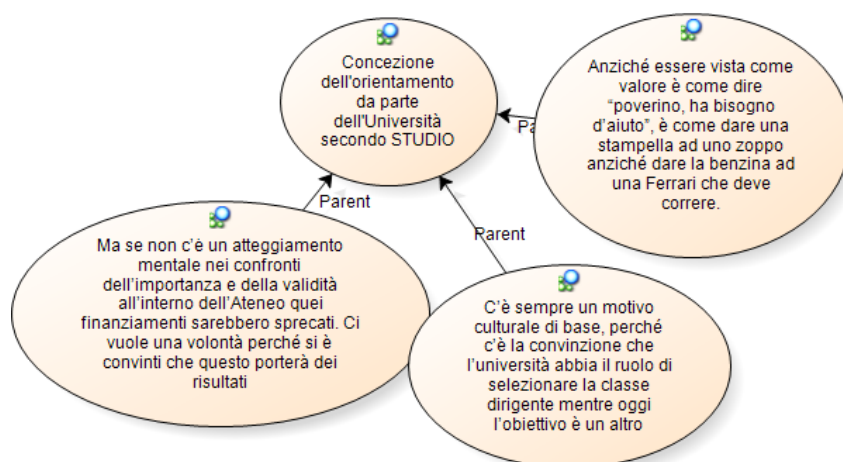 Concezione
dell'orientamento
da parte
dell'Università
secondo STUDIO
Anziché essere vista come
valore è come dire
“poverino, ha bisogno
d’aiuto”, è come dare una
stampella ad uno zoppo
anziché dare la benzina ad
una Ferrari che deve
correre.
Parent
Parent
Ma se non c’è un atteggiamento
mentale nei confronti
dell’importanza e della validità
all’interno dell’Ateneo quei
finanziamenti sarebbero sprecati. Ci
vuole una volontà perché si è
convinti che questo porterà dei
risultati
C’è sempre un motivo
culturale di base, perché
c’è la convinzione che
l’università abbia il ruolo di
selezionare la classe
dirigente mentre oggi
l’obiettivo è un altro